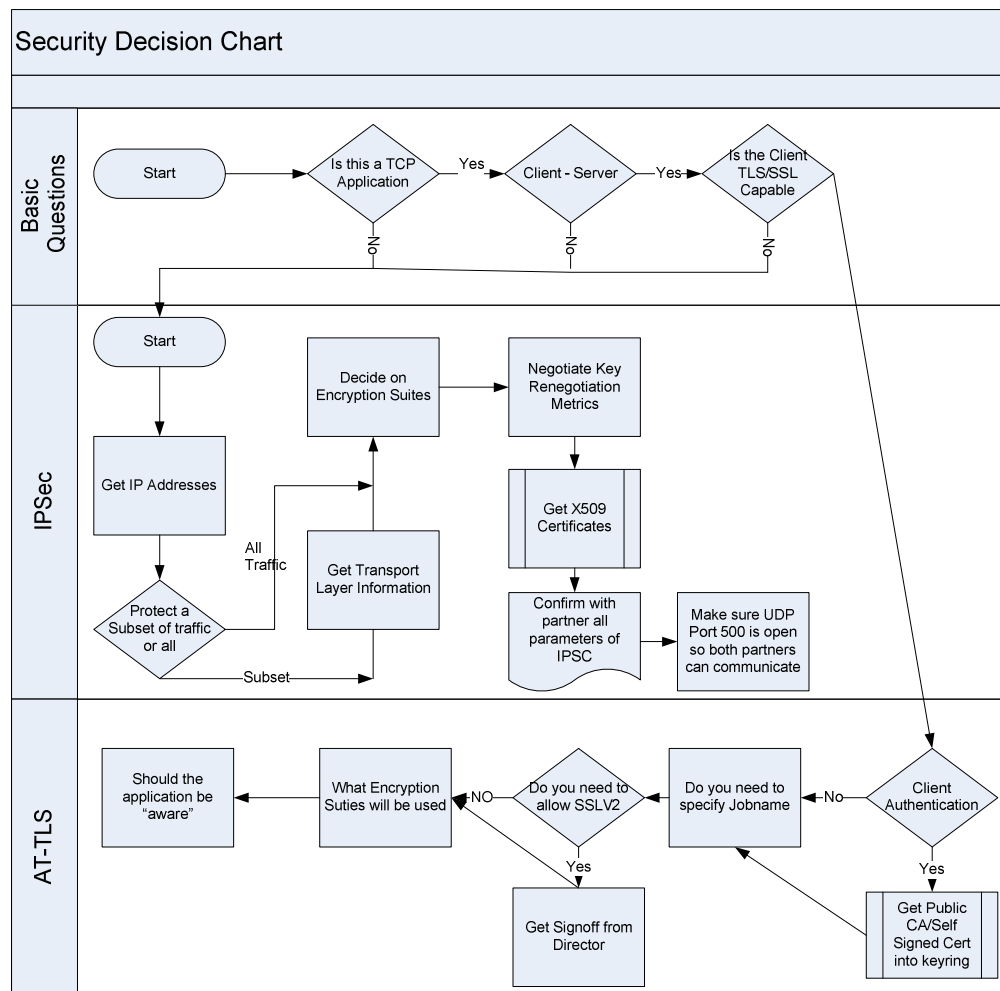 Security Decision Chart
Basic
Questions
Start
Is this a TCP
Application
Yes
Client - Server
Yes
Is the Client
TLS/SSL
Capable
No
No
No
IPSec
Start
Decide on
Encryption Suites
Negotiate Key
Renegotiation
Metrics
Get IP Addresses
Get X509
Certificates
All
Traffic
Get Transport
Layer Information
Protect a
Subset of traffic
or all
Subset
Confirm with
partner all
parameters of
IPSC
Make sure UDP
Port 500 is open
so both partners
can communicate
AT-TLS
Should the
application be
“aware”
What Encryption
Suties will be used
NO
Do you need to
allow SSLV2
Do you need to
specify Jobname
No
Client
Authentication
Yes
Yes
Get Signoff from
Director
Get Public
CA/Self
Signed Cert
into keyring